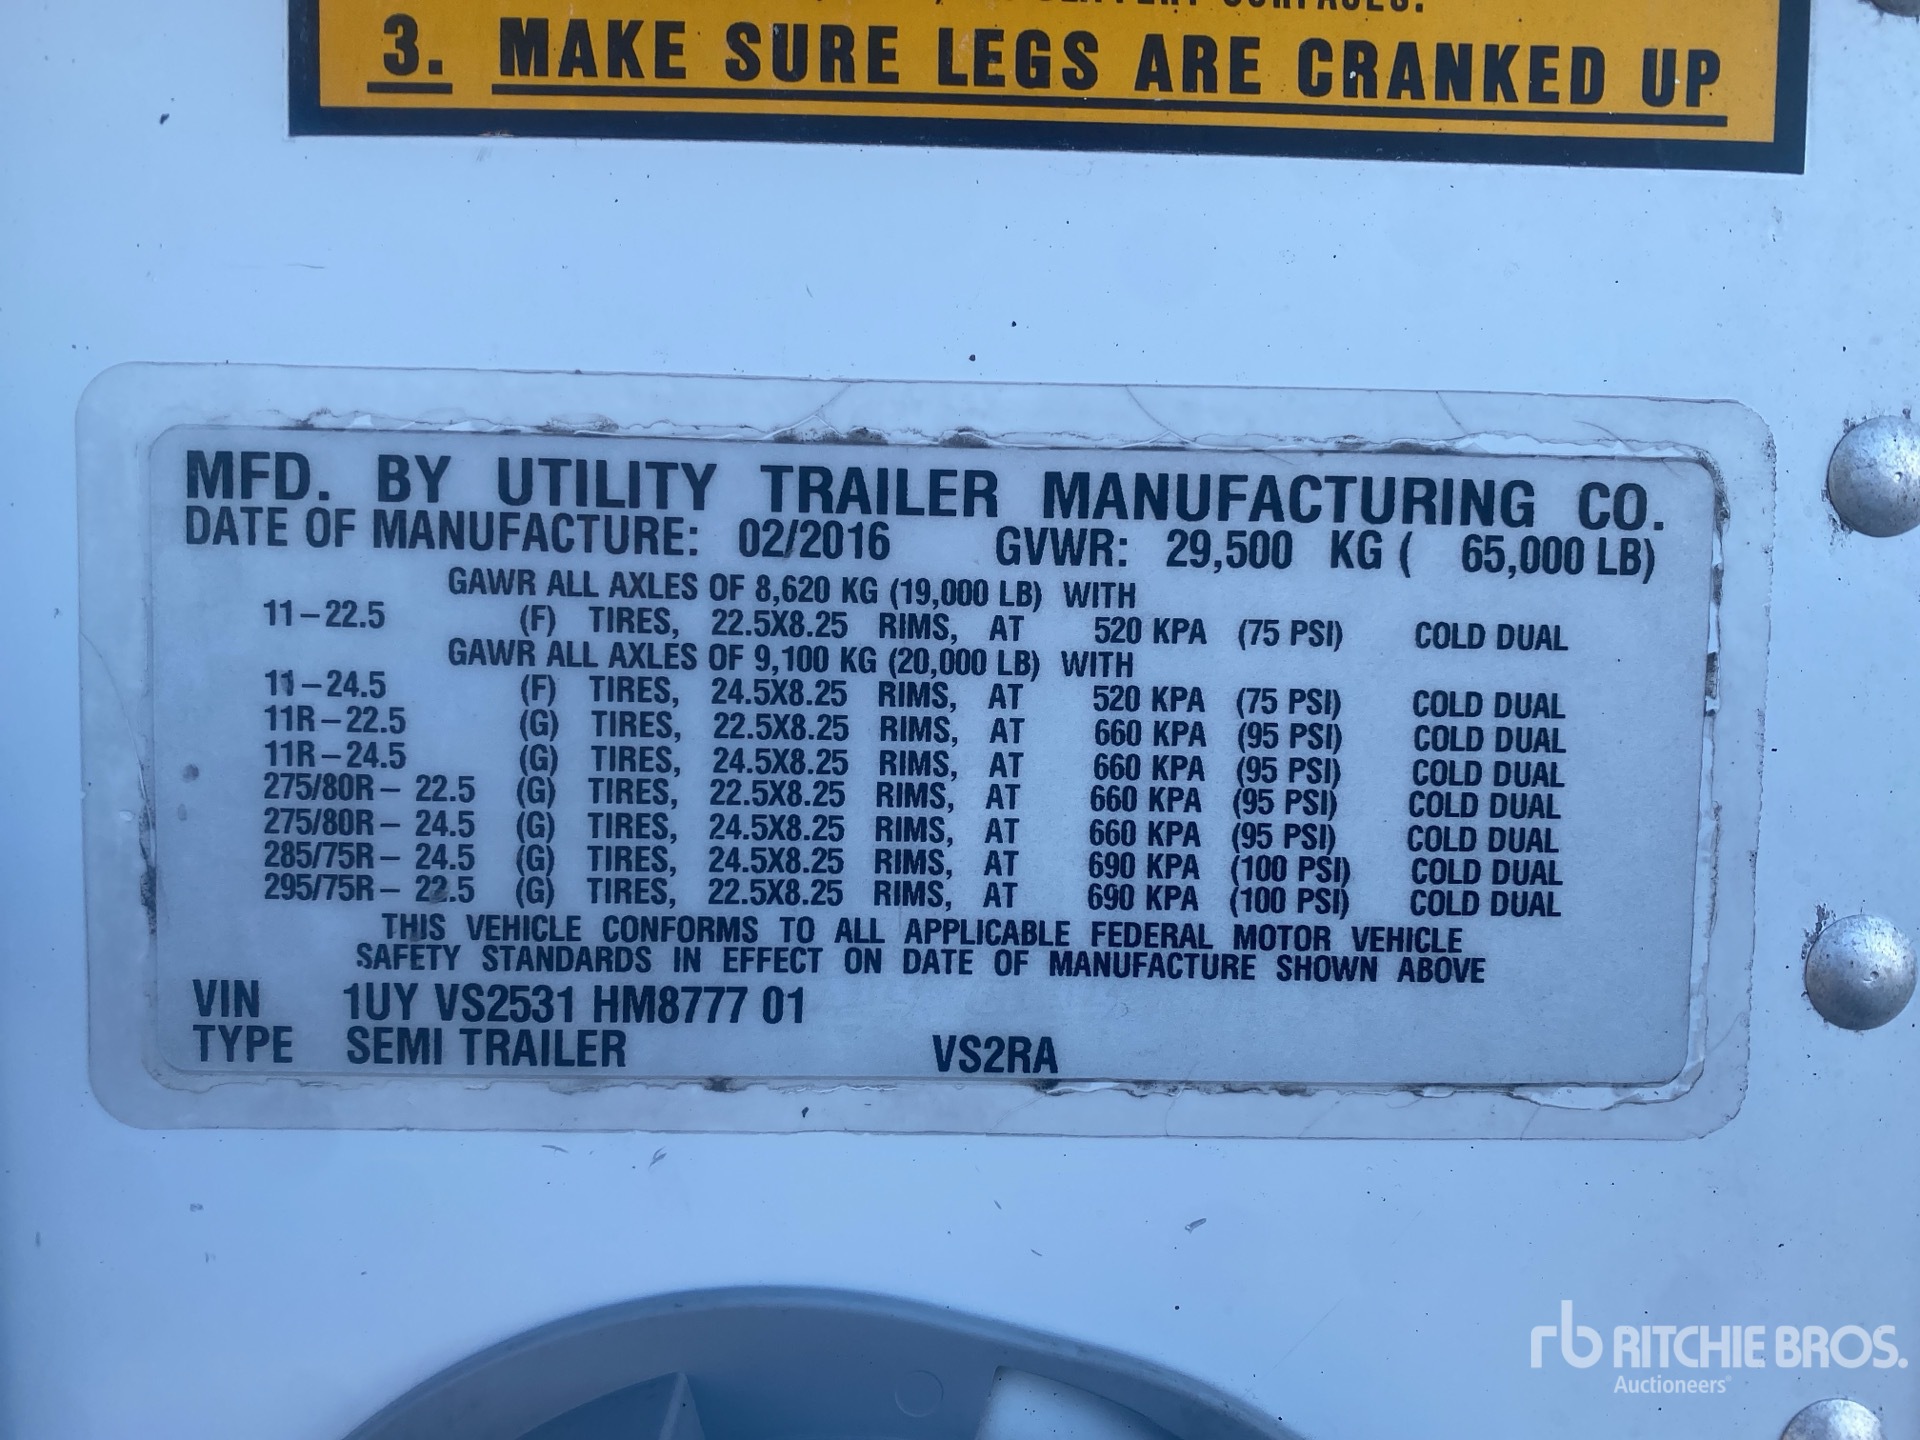 SURFACES.
3. MAKE SURE LEGS ARE CRANKED UP
MFD. BY UTILITY TRAILER MANUFACTURING CO.
DATE OF MANUFACTURE: 02/2016 GVWR: 29,500 KG ( 65,000 LB)
GAWR ALL AXLES OF 8,620 KG (19,000 LB) WITH
11-22.5 (F) TIRES, 22.5X8.25 RIMS, AT 520 KPA (75 PSI) COLD DUAL
GAWR ALL AXLES OF 9,100 KG (20,000 LB) WITH
11-24.5 (F) TIRES, 24.5X8.25 RIMS, AT 520 KPA (75 PSI) COLD DUAL
11R-22.5 (G) TIRES, 22.5X8.25 RIMS, AT 660 KPA (95 PSI) COLD DUAL
11R-24.5 (G) TIRES, 24.5X8.25 RIMS, AT 660 KPA (95 PSI) COLD DUAL
275/80R- 22.5 (G) TIRES, 22.5X8.25 RIMS, AT 660 KPA (95 PSI) COLD DUAL
275/80R- 24.5 (G) TIRES, 24.5X8.25 RIMS, AT 660 KPA (95 PSI) COLD DUAL
285/75R- 24.5 (G) TIRES, 24.5X8.25 RIMS, AT 690 KPA (100 PSI) COLD DUAL
295/75R- 22.5 (G) TIRES, 22.5X8.25 RIMS, AT 690 KPA (100 PSI) COLD DUAL
THIS VEHICLE CONFORMS TO ALL APPLICABLE FEDERAL MOTOR VEHICLE
SAFETY STANDARDS IN EFFECT ON DATE OF MANUFACTURE SHOWN ABOVE
VIN 1UY VS2531 HM8777 01
TYPE SEMI TRAILER VS2RA
rb RITCHIE BROS.
Auctioneers